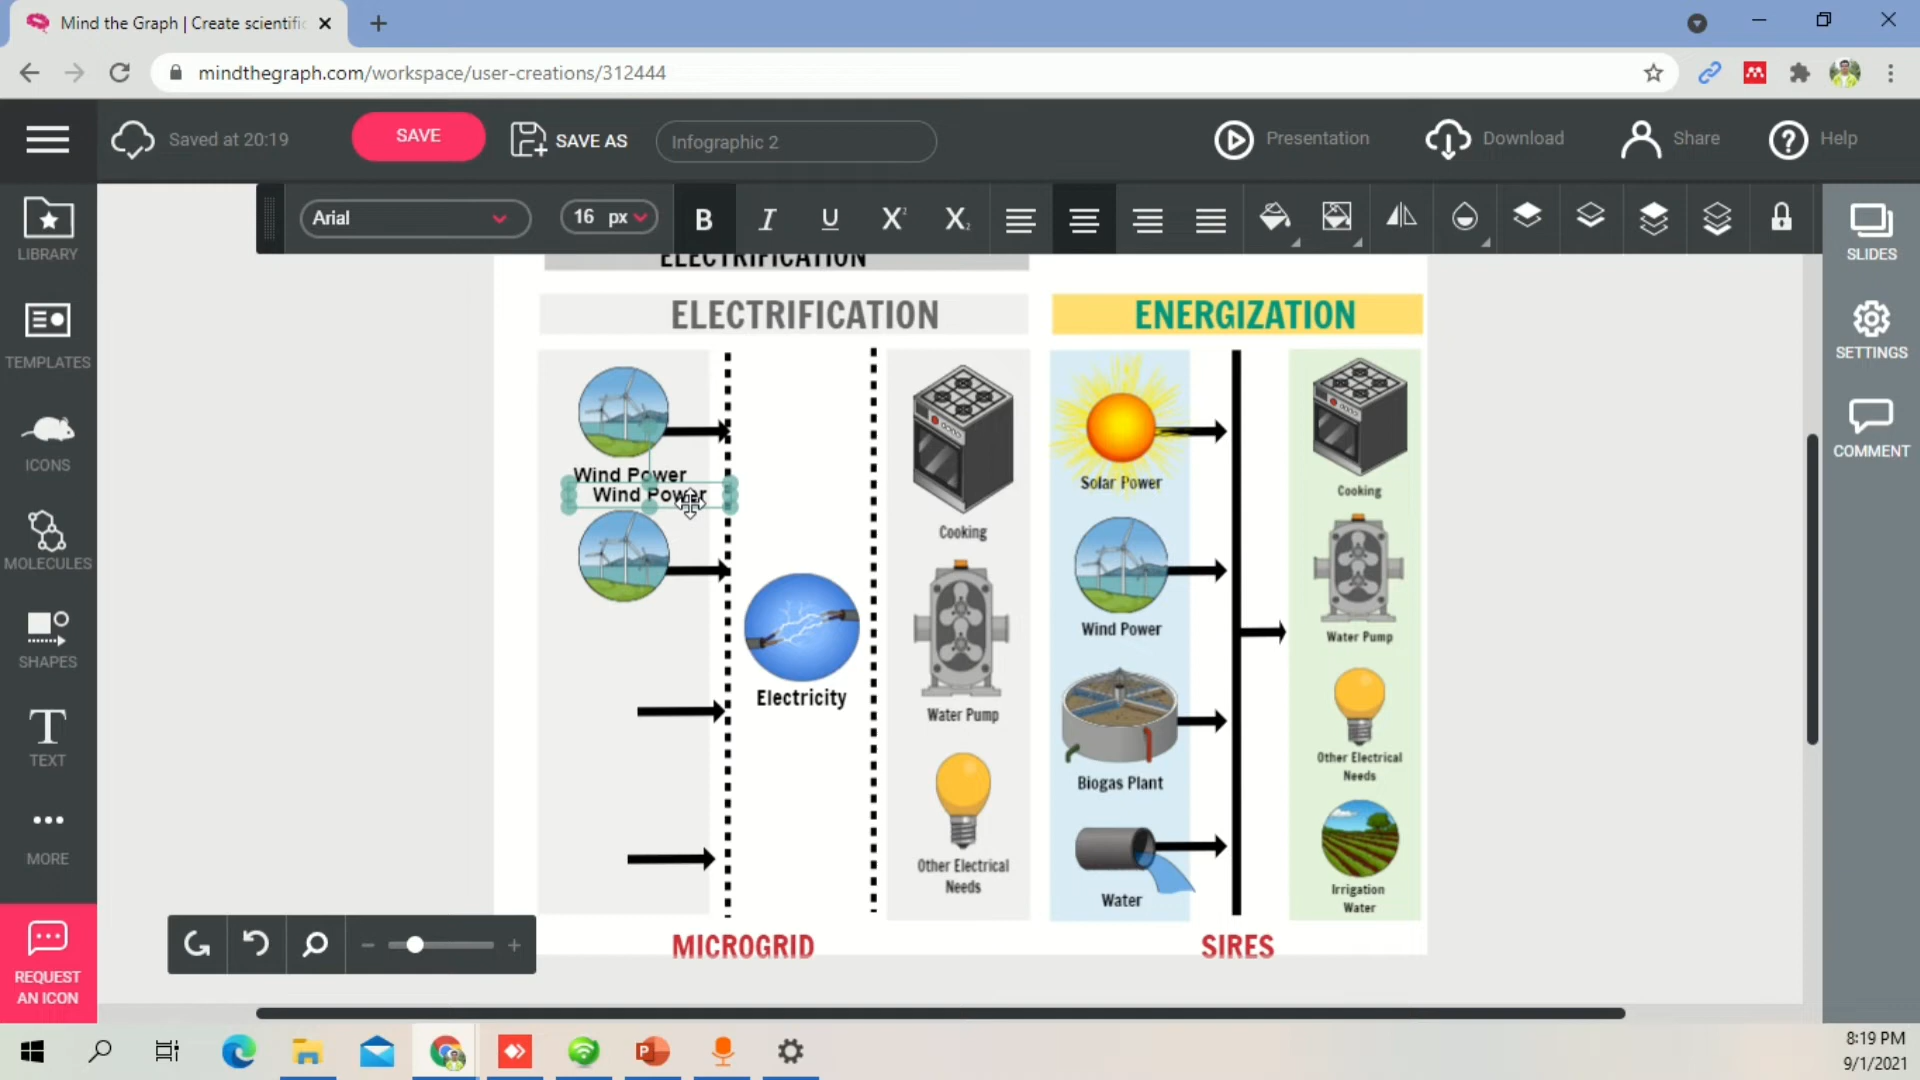 Mind the Graph | Create scientific
mindthegraph.com/workspace/user-creations/312444
Saved at 20:19
SAVE
SAVE AS
Infographic 2
Presentation
Download
Share
Help
Arial
16 px
B
I
U
X²
X₂
LIBRARY
TEMPLATES
ICONS
MOLECULES
SHAPES
TEXT
MORE
REQUEST
AN ICON
SLIDES
SETTINGS
COMMENT
ELECTRIFICATION
ELECTRIFICATION
ENERGIZATION
Wind Power
Wind Power
Electricity
Cooking
Water Pump
Other Electrical
Needs
Solar Power
Wind Power
Biogas Plant
Water
Cooking
Water Pump
Other Electrical
Needs
Irrigation
Water
MICROGRID
SIRES
8:19 PM
9/1/2021